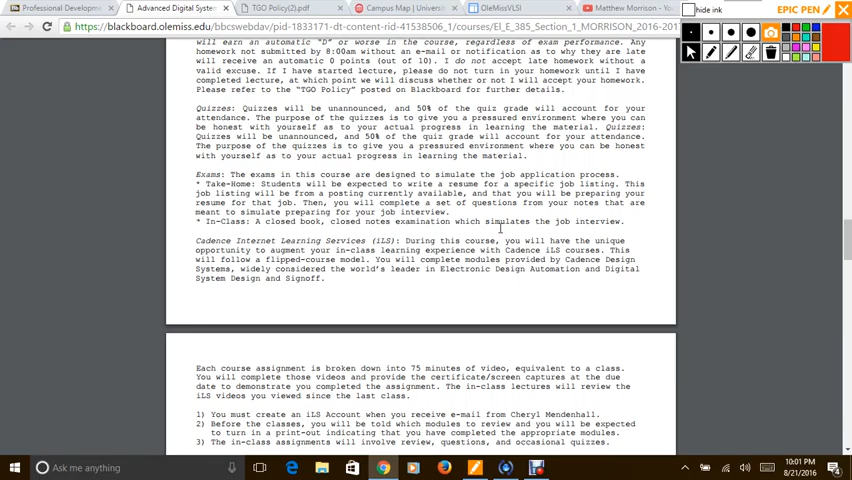 Professional Developme
Advanced Digital System
TGO Policy(2).pdf
Campus Map | Universit
OleMissVLSI
Matthew Morrison - Yo
hide ink
EPIC PEN
https://blackboard.olemiss.edu/bbcswebdav/pid-1833171-dt-content-rid-41538506_1/courses/El_E_385_Section_1_MORRISON_2016-2017
will earn an automatic "D" or worse in the course, regardless of exam performance. Any
homework not submitted by 8:00am without an e-mail or notification as to why they are late
will receive an automatic 0 points (out of 10). I do not accept late homework without a
valid excuse. If I have started lecture, please do not turn in your homework until I have
completed lecture, at which point we will discuss whether or not I will accept your homework.
Please refer to the "TGO Policy" posted on Blackboard for further details.
Quizzes: Quizzes will be unannounced, and 50% of the quiz grade will account for your
attendance. The purpose of the quizzes is to give you a pressured environment where you can
be honest with yourself as to your actual progress in learning the material. Quizzes:
Quizzes will be unannounced, and 50% of the quiz grade will account for your attendance.
The purpose of the quizzes is to give you a pressured environment where you can be honest
with yourself as to your actual progress in learning the material.
Exams: The exams in this course are designed to simulate the job application process.
* Take-Home: Students will be expected to write a resume for a specific job listing. This
job listing will be from a posting currently available, and that you will be preparing your
resume for that job. Then, you will complete a set of questions from your notes that are
meant to simulate preparing for your job interview.
* In-Class: A closed book, closed notes examination which simulates the job interview.
Cadence Internet Learning Services (iLS): During this course, you will have the unique
opportunity to augment your in-class learning experience with Cadence iLS courses. This
will follow a flipped-course model. You will complete modules provided by Cadence Design
Systems, widely considered the world's leader in Electronic Design Automation and Digital
System Design and Signoff.
Each course assignment is broken down into 75 minutes of video, equivalent to a class.
You will complete those videos and provide the certificate/screen captures at the due
date to demonstrate you completed the assignment. The in-class lectures will review the
iLS videos you viewed since the last class.
1) You must create an iLS Account when you receive e-mail from Cheryl Mendenhall.
2) Before the classes, you will be told which modules to review and you will be expected
to turn in a print-out indicating that you have completed the appropriate modules.
3) The in-class assignments will involve review, questions, and occasional quizzes.
Ask me anything
10:01 PM
8/21/2016